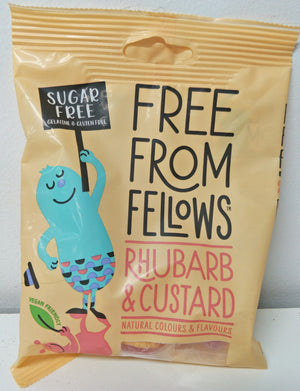 SUGAR
FREE
GELATINE & GLUTEN FREE
FREE
FROM
FELLOWS
RHUBARB
& CUSTARD
NATURAL COLOURS & FLAVOURS
VEGAN FRIENDLY